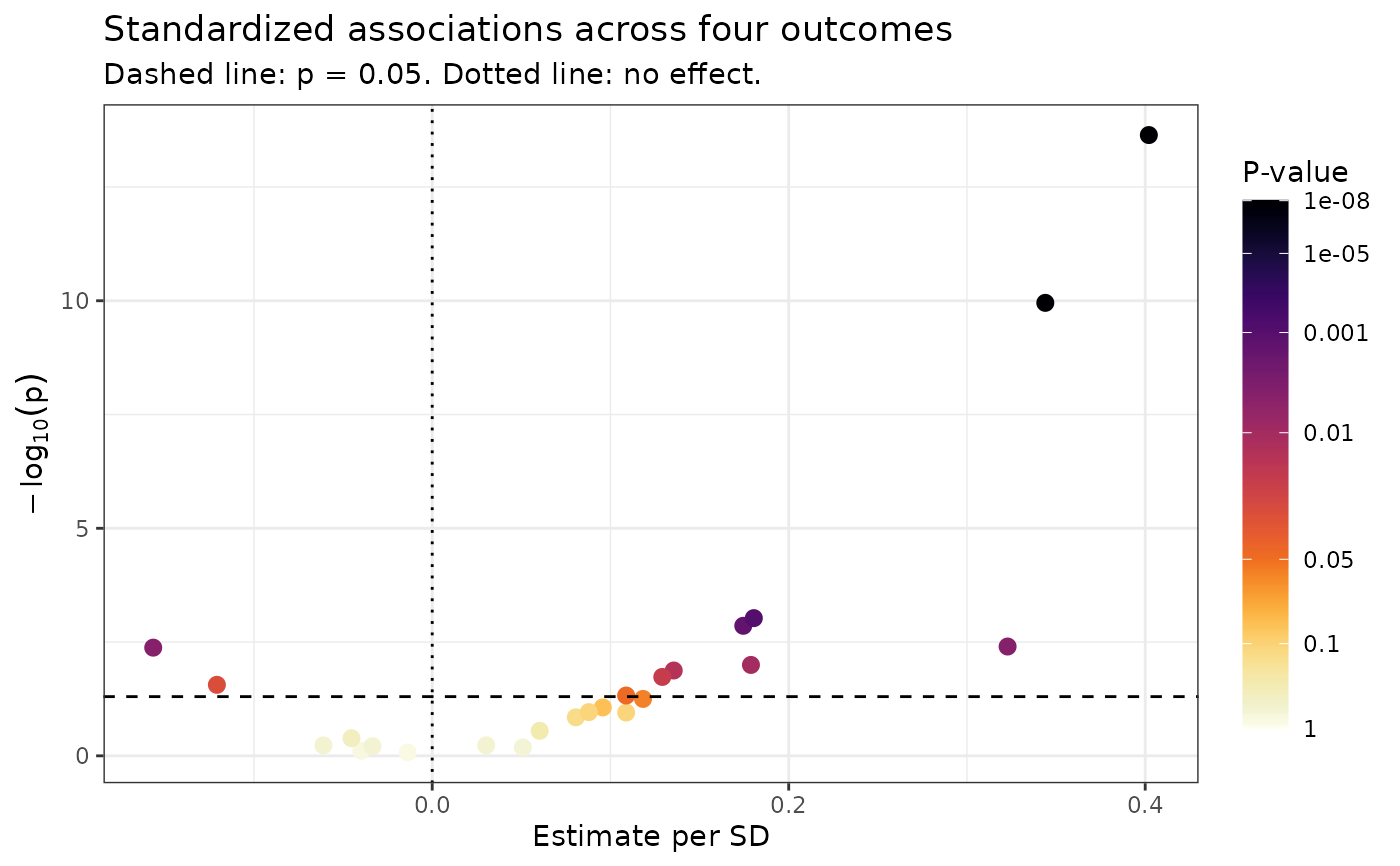 Standardized associations across four outcomes
Dashed line: p = 0.05. Dotted line: no effect.
−log10(p)
10
5
0
0.0
0.2
0.4
Estimate per SD
P-value
1e-08
1e-05
0.001
0.01
0.05
0.1
1